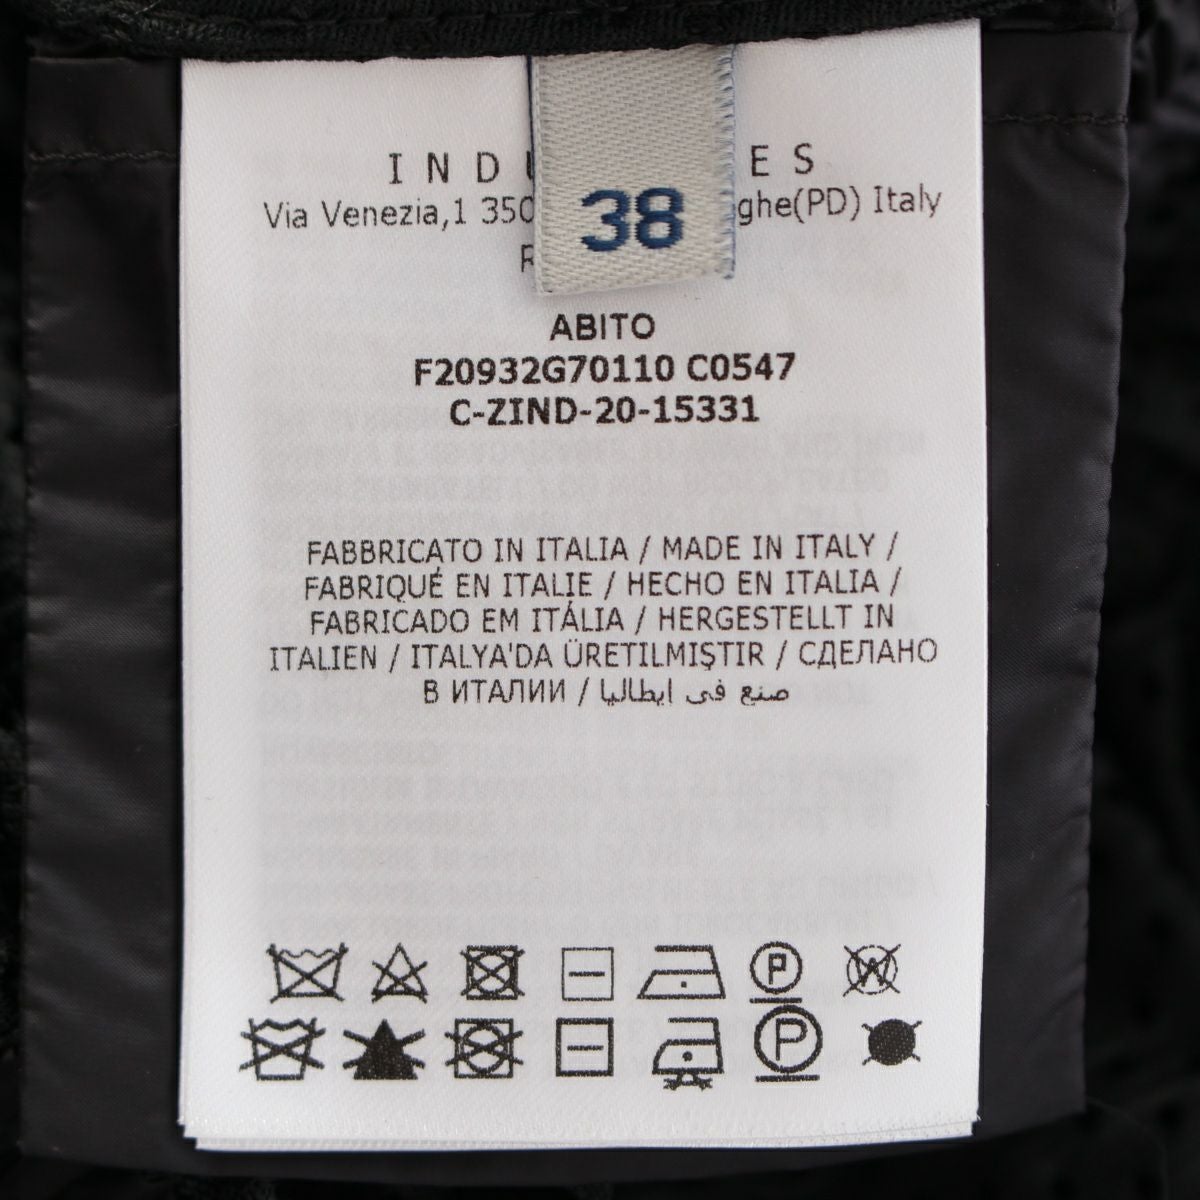 I N D ES
Via Venezia,1 350 ghe(PD) Italy
38
ABITO
F20932G70110 C0547
C-ZIND-20-15331
FABBRICATO IN ITALIA / MADE IN ITALY /
FABRIQUÉ EN ITALIE / HECHO EN ITALIA /
FABRICADO EM ITÁLIA / HERGESTELLT IN
ITALIEN / ITALYA'DA ÜRETILMIŞTIR / СДЕЛАНО
В ИТАЛИИ / صنع في ايطاليا
P W
P